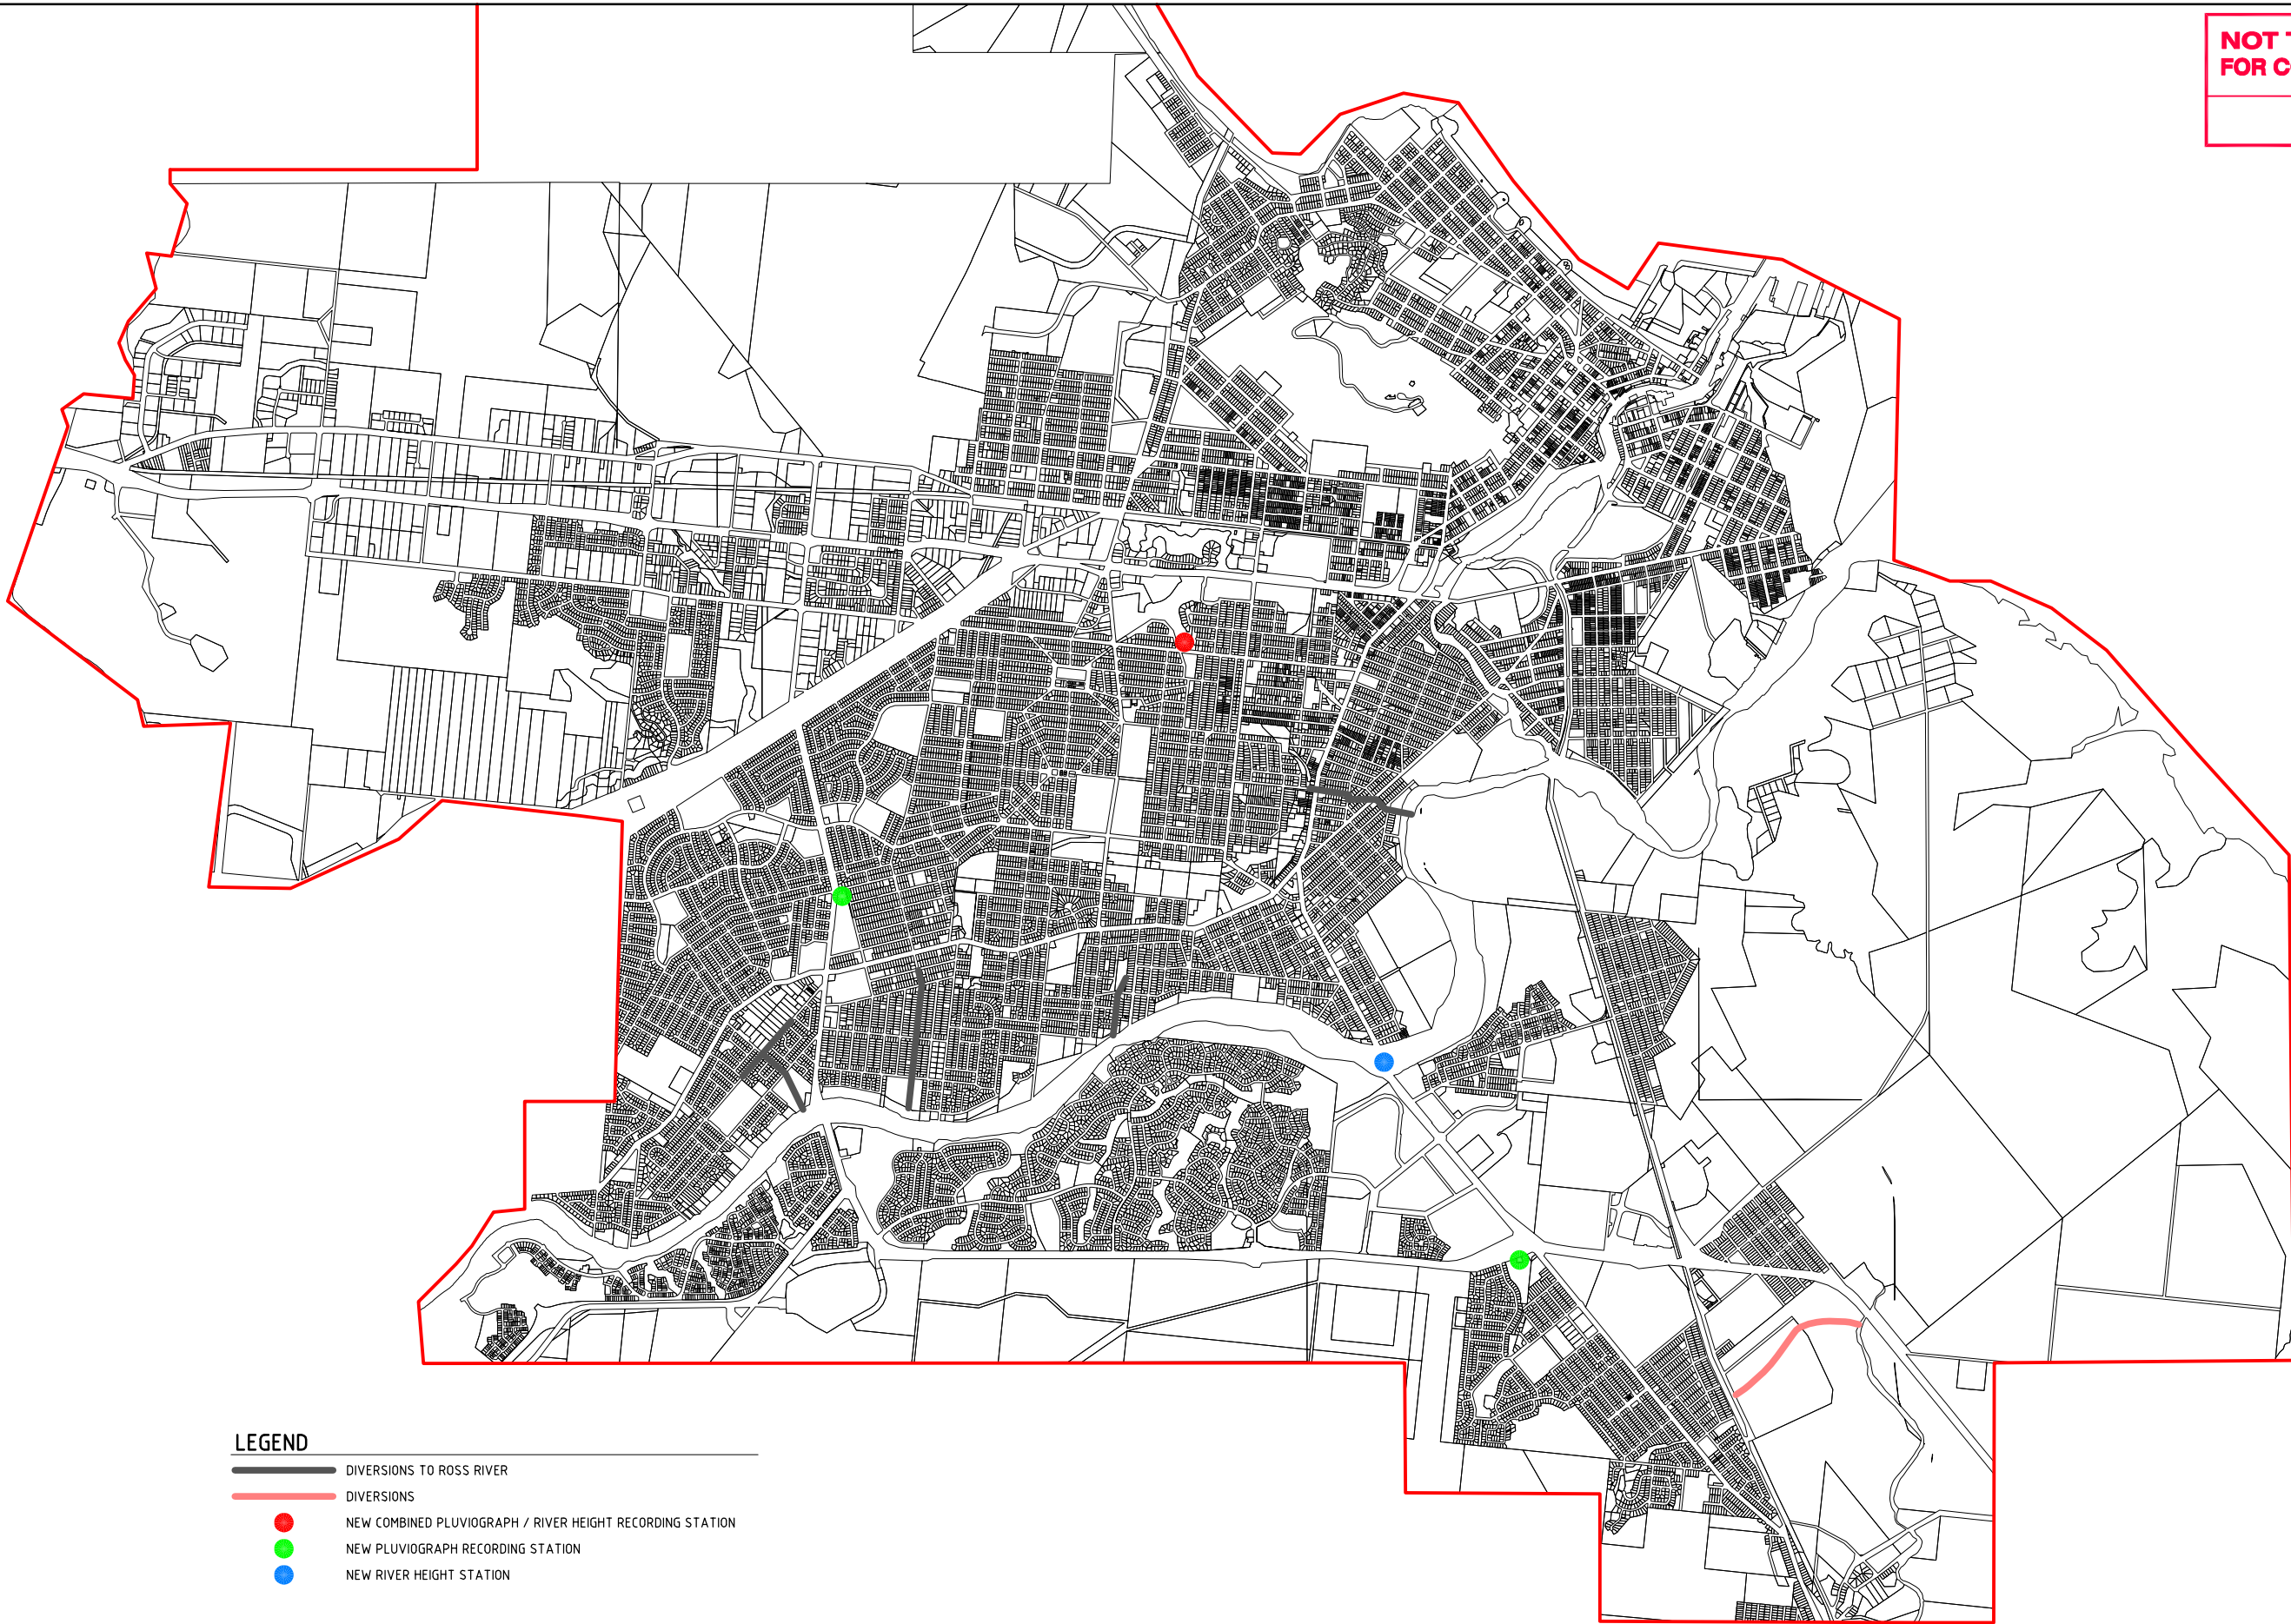 NOT
FOR
LEGEND
DIVERSIONS TO ROSS RIVER
DIVERSIONS
NEW COMBINED PLUVIOGRAPH / RIVER HEIGHT RECORDING STATION
NEW PLUVIOGRAPH RECORDING STATION
NEW RIVER HEIGHT STATION